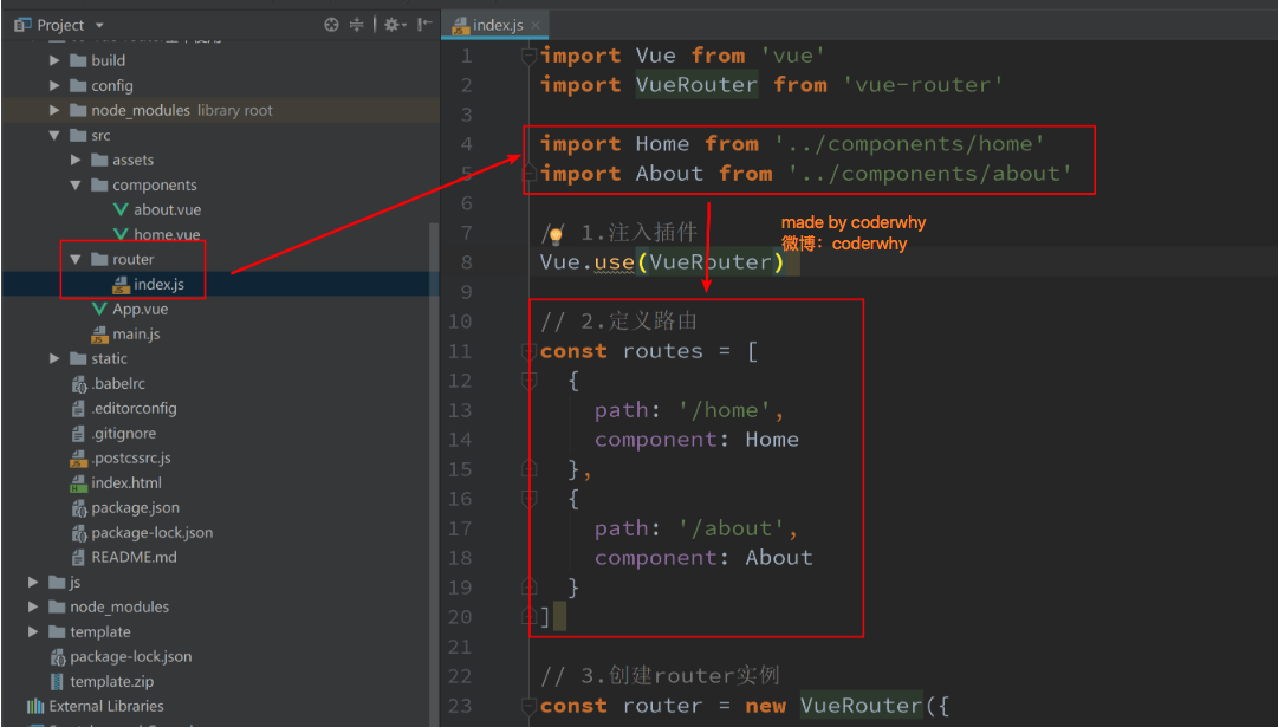 Project
build
config
node_modules library root
src
assets
components
about.vue
home.vue
router
index.js
App.vue
main.js
static
.babelrc
.editorconfig
.gitignore
.postcssrc.js
index.html
package.json
package-lock.json
README.md
js
node_modules
template
package-lock.json
template.zip
External Libraries
index.js
1 import Vue from 'vue'
2 import VueRouter from 'vue-router'
3
4 import Home from '../components/home'
5 import About from '../components/about'
6
7 // 1.注入插件
8 Vue.use(VueRouter)
made by coderwhy
微博：coderwhy
9
10 // 2.定义路由
11 const routes = [
12 {
13 path: '/home',
14 component: Home
15 },
16 {
17 path: '/about',
18 component: About
19 }
20 ]
21
22 // 3.创建router实例
23 const router = new VueRouter({